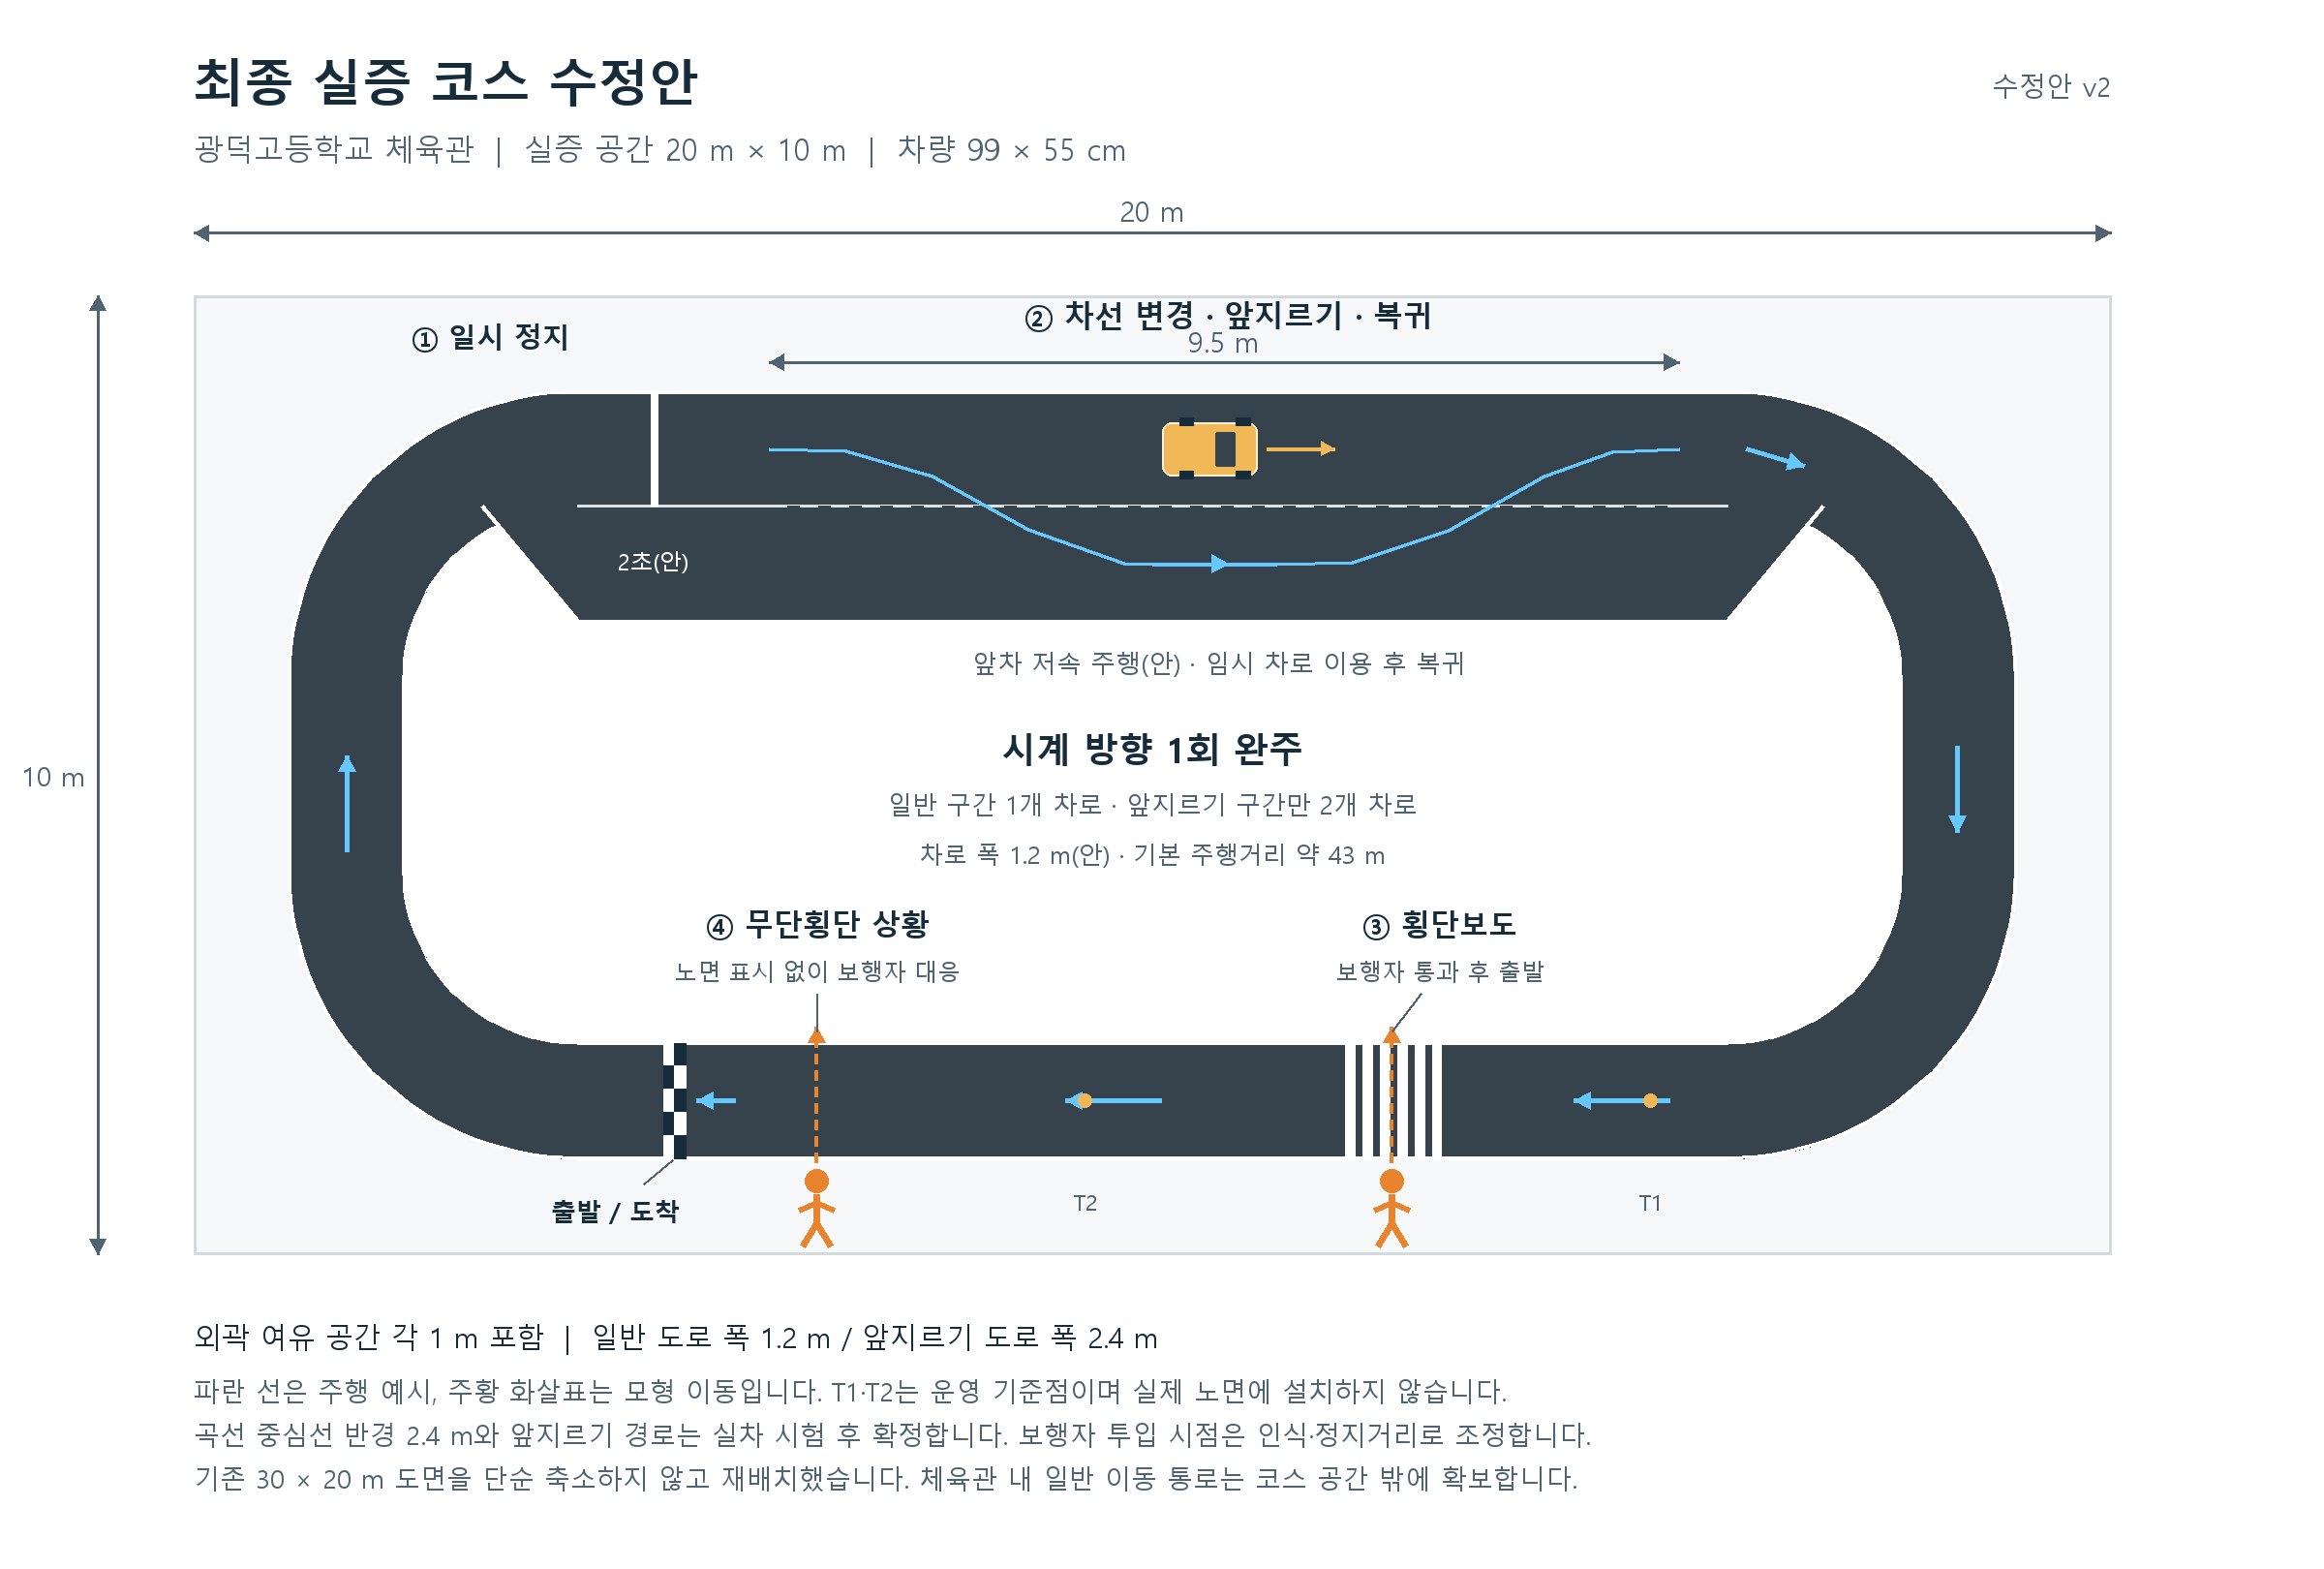 최종 실증 코스 수정안
수정안 v2
광덕고등학교 체육관 | 실증 공간 20 m × 10 m | 차량 99 × 55 cm
20 m
② 차선 변경 · 앞지르기 · 복귀
① 일시 정지
9.5 m
2초(안)
앞차 저속 주행(안) · 임시 차로 이용 후 복귀
시계 방향 1회 완주
10 m
일반 구간 1개 차로 · 앞지르기 구간만 2개 차로
차로 폭 1.2 m(안) · 기본 주행거리 약 43 m
④ 무단횡단 상황
③ 횡단보도
노면 표시 없이 보행자 대응
보행자 통과 후 출발
출발 / 도착
T2
T1
외곽 여유 공간 각 1 m 포함 | 일반 도로 폭 1.2 m / 앞지르기 도로 폭 2.4 m
파란 선은 주행 예시, 주황 화살표는 모형 이동입니다. T1·T2는 운영 기준점이며 실제 노면에 설치하지 않습니다.
곡선 중심선 반경 2.4 m와 앞지르기 경로는 실차 시험 후 확정합니다. 보행자 투입 시점은 인식·정지거리로 조정합니다.
기존 30 × 20 m 도면을 단순 축소하지 않고 재배치했습니다. 체육관 내 일반 이동 통로는 코스 공간 밖에 확보합니다.